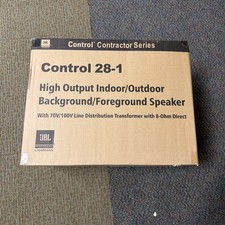 JBL
Control Contractor Series
Control 28-1
High Output Indoor/Outdoor
Background/Foreground Speaker
With 70V/100V Line Distribution Transformer with 8-Ohm Direct
JBL